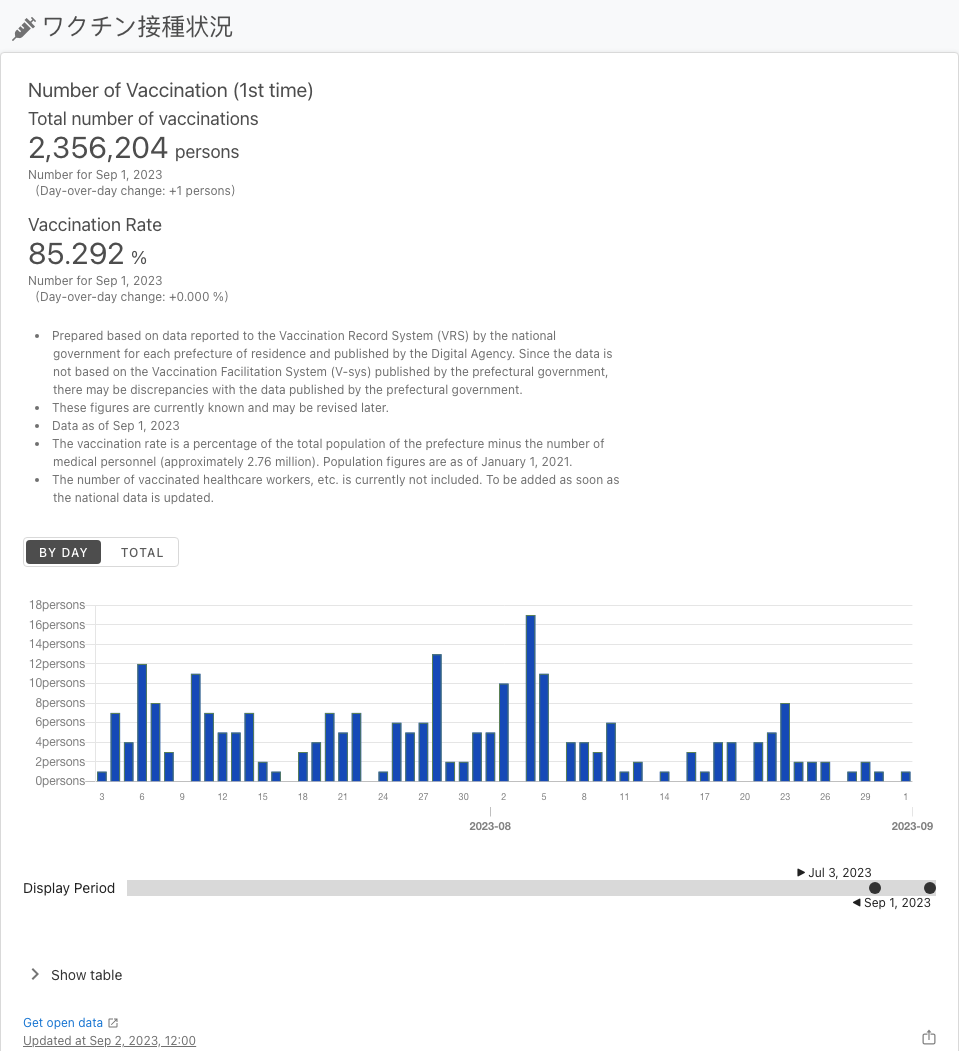 ワクチン接種状況
Number of Vaccination (1st time)
Total number of vaccinations
2,356,204 persons
Number for Sep 1, 2023
(Day-over-day change: +1 persons)
Vaccination Rate
85.292 %
Number for Sep 1, 2023
(Day-over-day change: +0.000 %)
• Prepared based on data reported to the Vaccination Record System (VRS) by the national
government for each prefecture of residence and published by the Digital Agency. Since the data is
not based on the Vaccination Facilitation System (V-sys) published by the prefectural government,
there may be discrepancies with the data published by the prefectural government.
• These figures are currently known and may be revised later.
• Data as of Sep 1, 2023
• The vaccination rate is a percentage of the total population of the prefecture minus the number of
medical personnel (approximately 2.76 million). Population figures are as of January 1, 2021.
• The number of vaccinated healthcare workers, etc. is currently not included. To be added as soon as
the national data is updated.
BY DAY TOTAL
18persons
16persons
14persons
12persons
10persons
8persons
6persons
4persons
2persons
0persons
3 6 9 12 15 18 21 24 27 30 2 5 8 11 14 17 20 23 26 29 1
2023-08 2023-09
Jul 3, 2023
Display Period
Sep 1, 2023
Show table
Get open data
Updated at Sep 2, 2023, 12:00